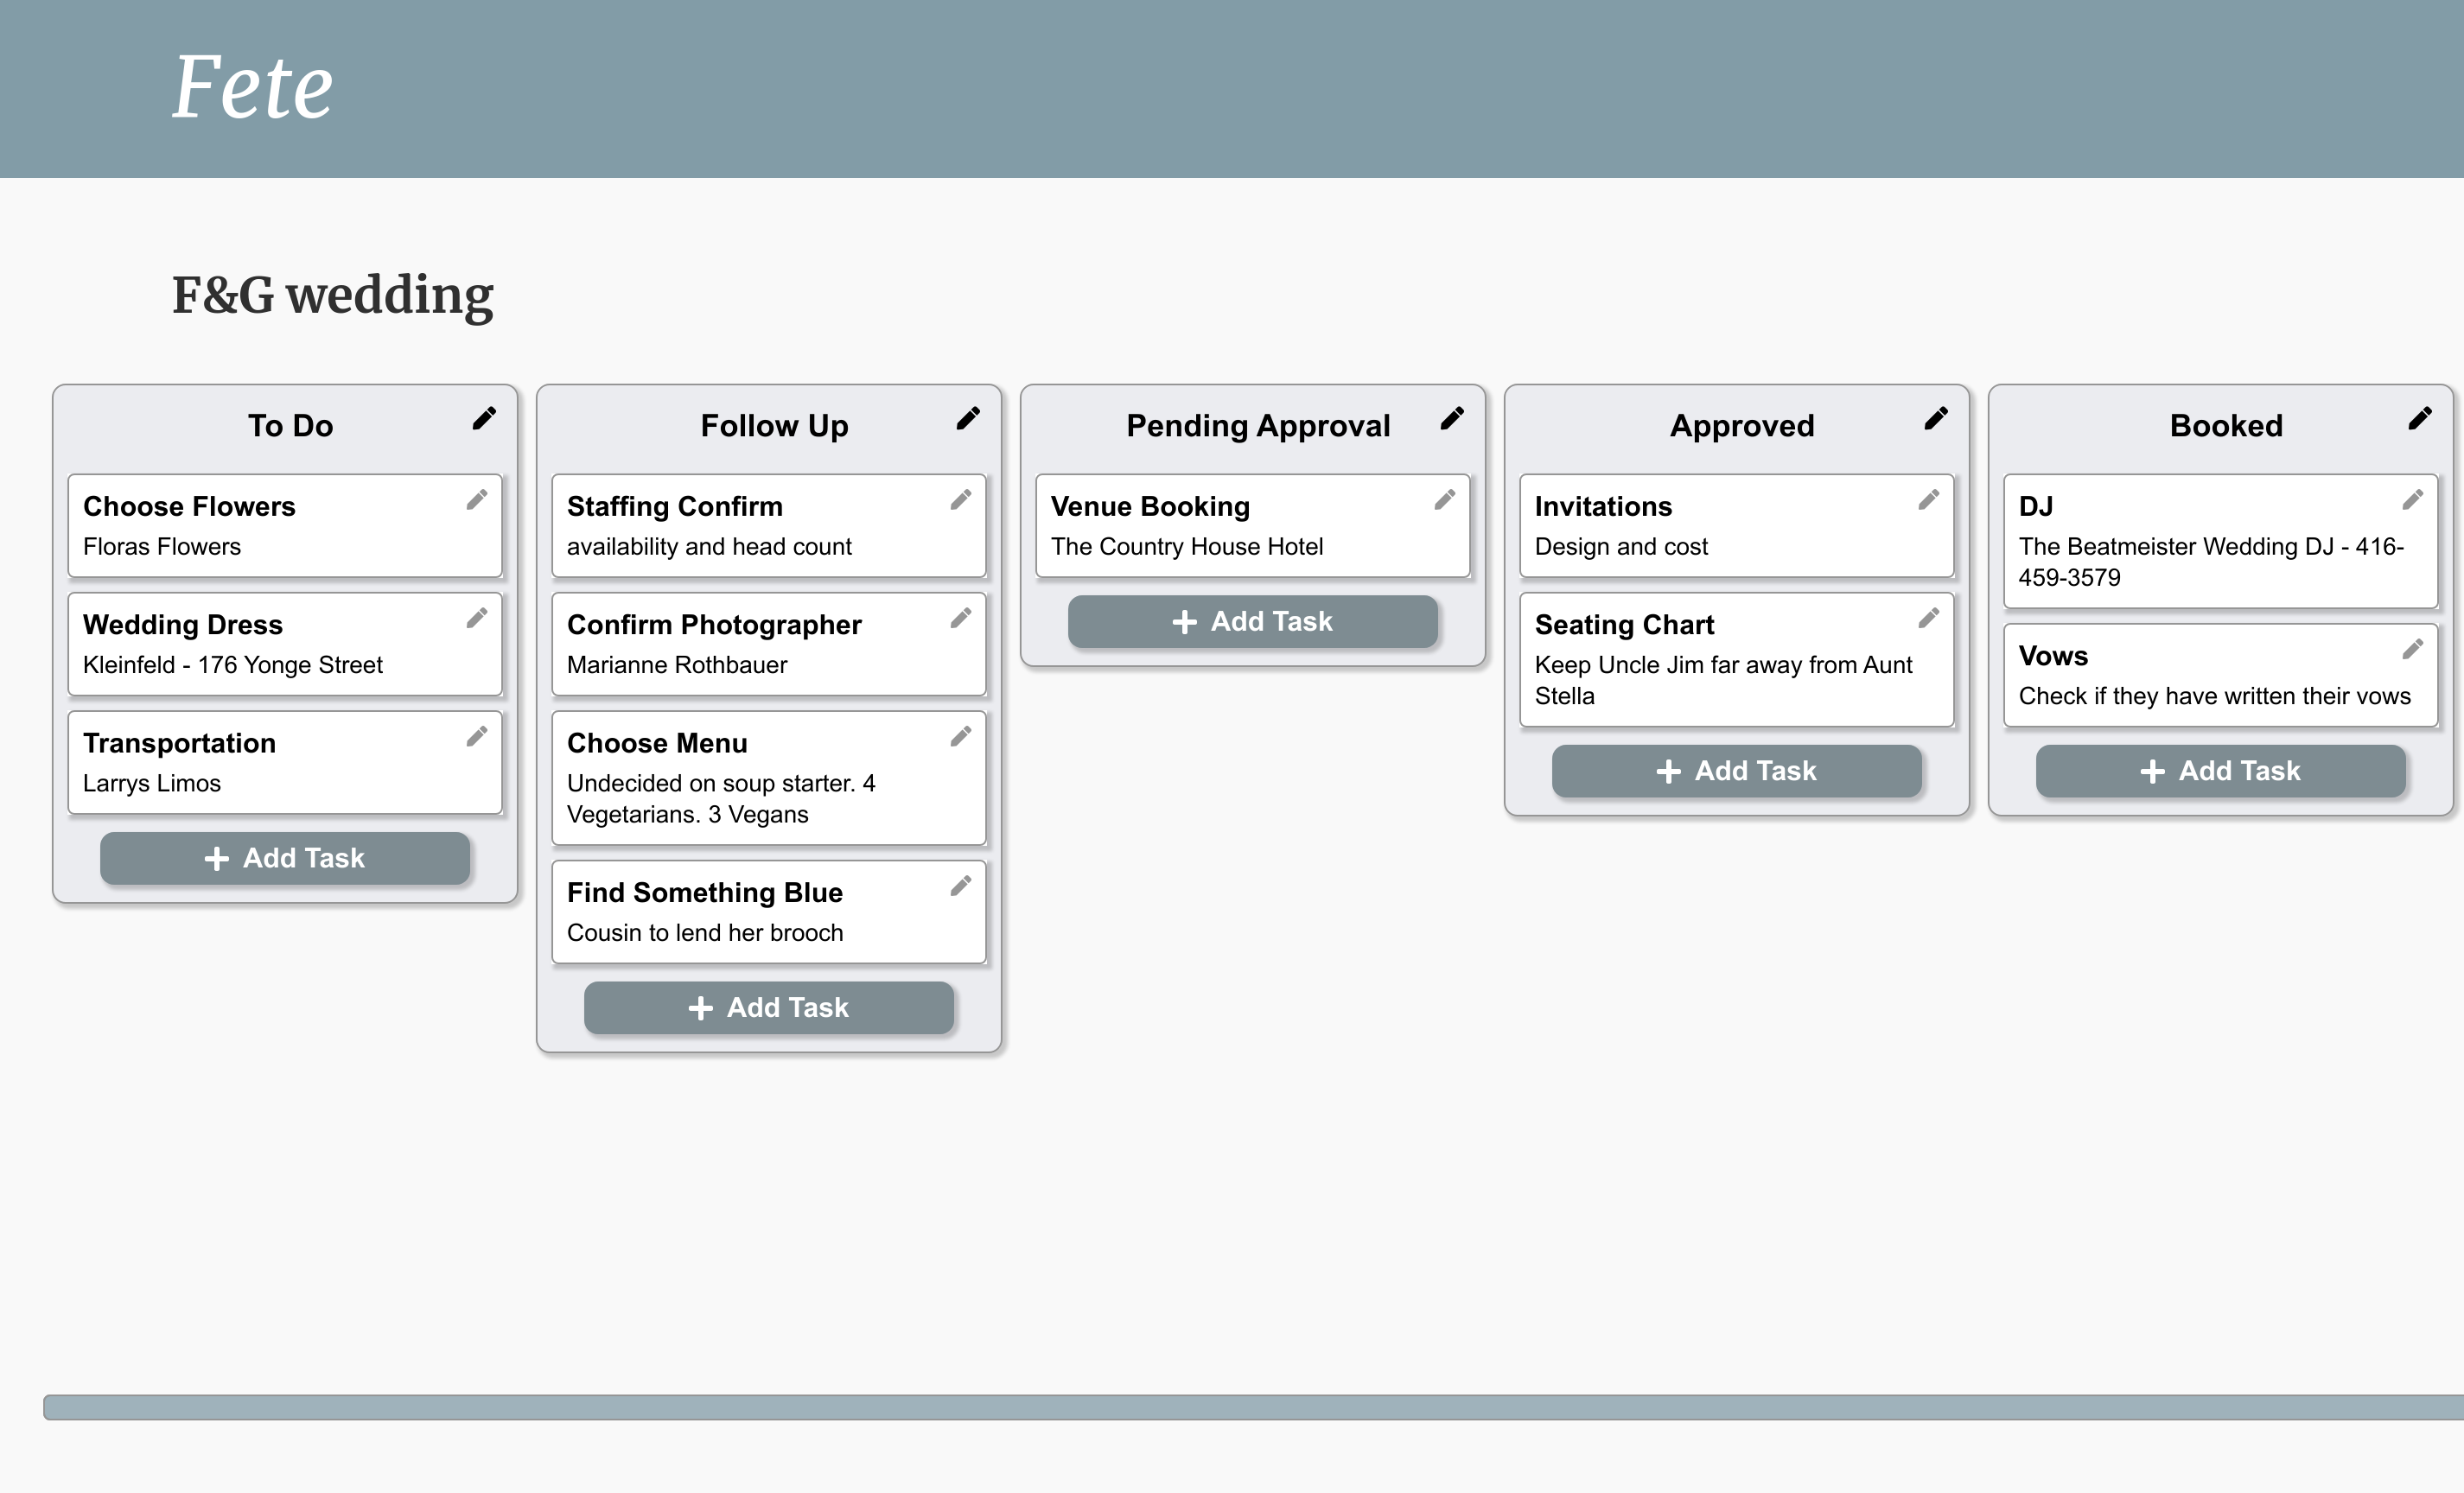 Fete
F&G wedding
To Do
Choose Flowers
Floras Flowers
Wedding Dress
Kleinfeld - 176 Yonge Street
Transportation
Larrys Limos
Add Task
Follow Up
Staffing Confirm
availability and head count
Confirm Photographer
Marianne Rothbauer
Choose Menu
Undecided on soup starter. 4
Vegetarians. 3 Vegans
Find Something Blue
Cousin to lend her brooch
Add Task
Pending Approval
Venue Booking
The Country House Hotel
Add Task
Approved
Invitations
Design and cost
Seating Chart
Keep Uncle Jim far away from Aunt
Stella
Add Task
Booked
DJ
The Beatmeister Wedding DJ - 416-
459-3579
Vows
Check if they have written their vows
Add Task